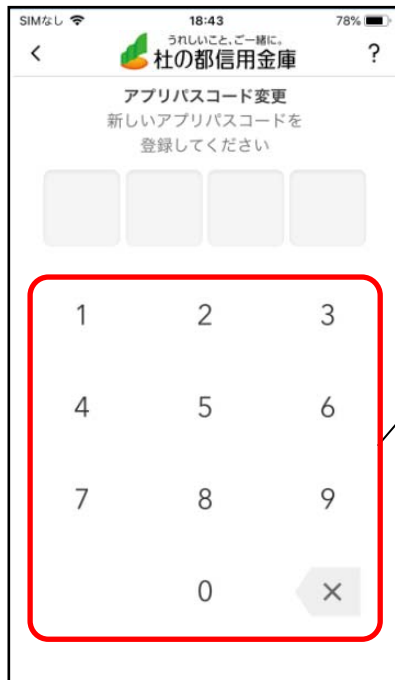 SIMなし 18:43 78%
うれしいこと、ご一緒に。
杜の都信用金庫 ?
アプリパスコード変更
新しいアプリパスコードを
登録してください
1 2 3
4 5 6
7 8 9
0 ×